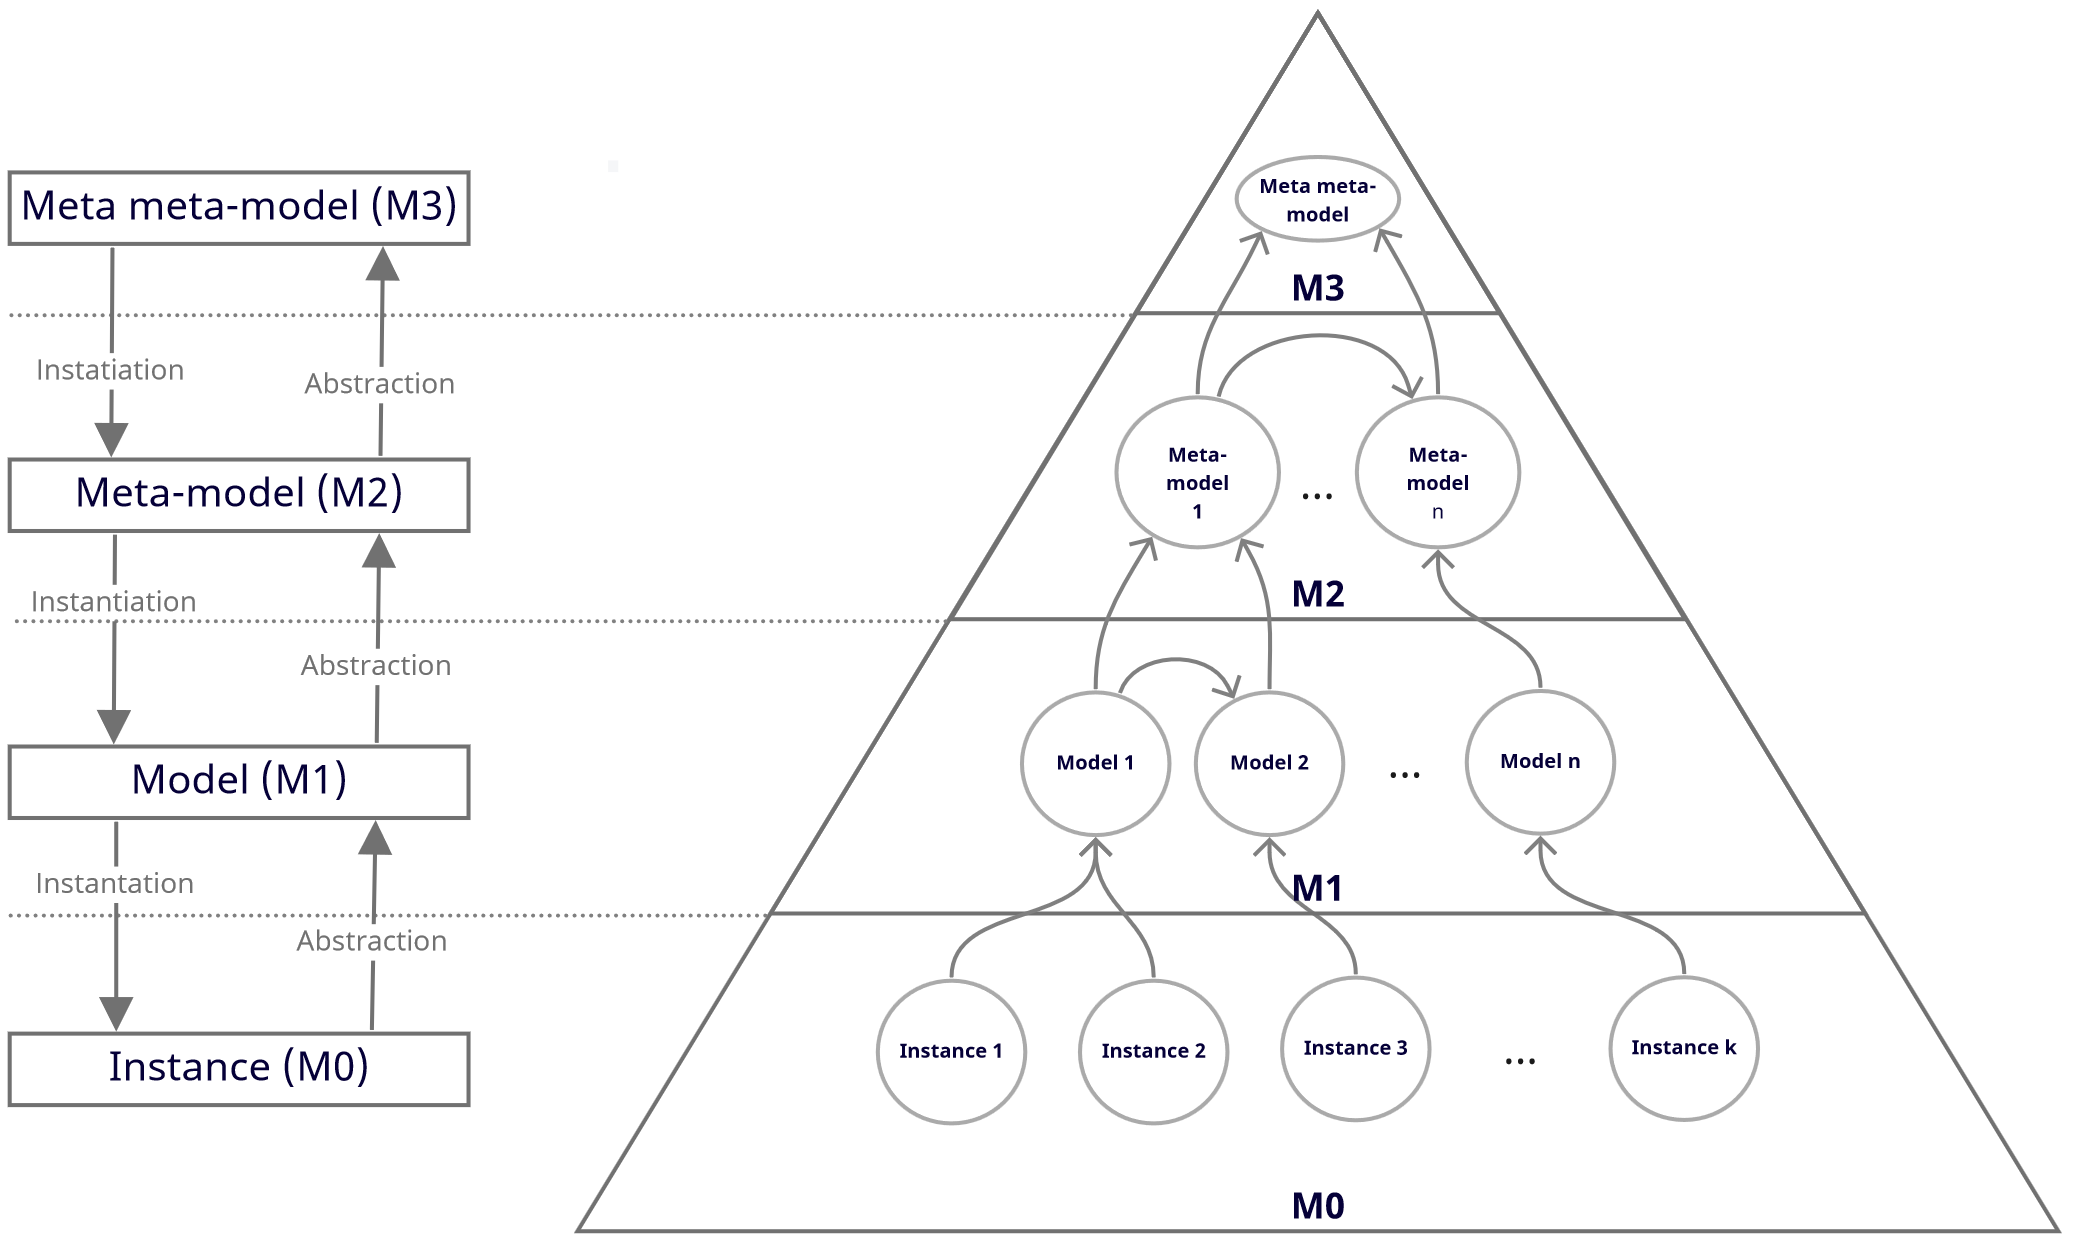 Meta meta-model (M3)
Instatiation
Abstraction
Meta-model (M2)
Instantiation
Abstraction
Model (M1)
Instantation
Abstraction
Instance (M0)
Meta meta-
model
M3
Meta-
model
1
...
Meta-
model
n
M2
Model 1
Model 2
...
Model n
M1
Instance 1
Instance 2
Instance 3
...
Instance k
M0